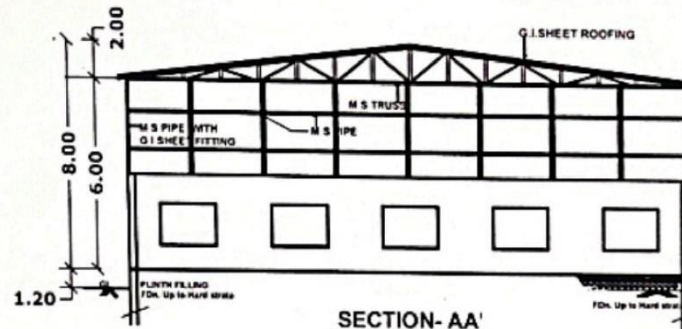 2.00
G.I.SHEET ROOFING
M S TRUSS
M S PIPE WITH
G I SHEET FITTING
M S PIPE
8.00
6.00
1.20
PLINTH FILLING
FDn. Up to Hard strata
FDn. Up to Hard strata
SECTION- AA'